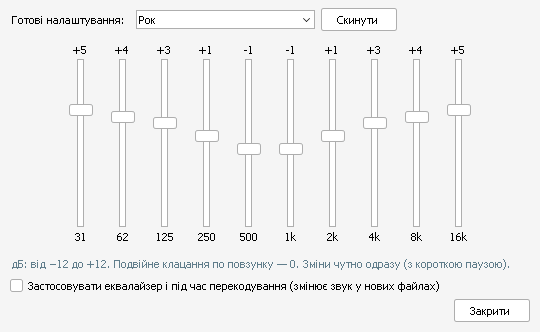 Готові налаштування: Рок Скинути
+5 +4 +3 +1 -1 -1 +1 +3 +4 +5
31 62 125 250 500 1k 2k 4k 8k 16k
дБ: від −12 до +12. Подвійне клацання по повзунку — 0. Зміни чутно одразу (з короткою паузою).
Застосовувати еквалайзер і під час перекодування (змінює звук у нових файлах)
Закрити